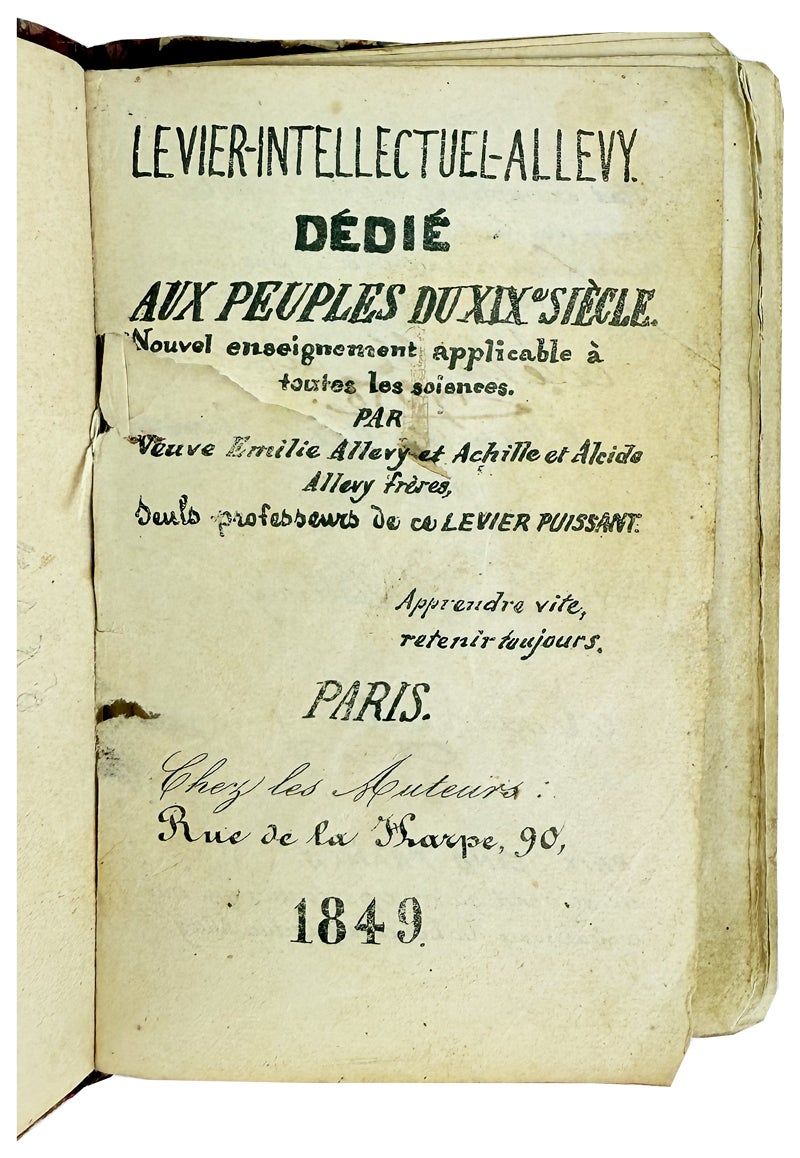 LEVIER-INTELLECTUEL-ALLEVY.
DÉDIÉ
AUX PEUPLES DU XIXe SIÈCLE.
Nouvel enseignement applicable à
toutes les sciences.
PAR
Veuve Emilie Allevy et Achille et Alcide
Allevy frères,
Seuls professeurs de ce LEVIER PUISSANT.
Apprendre vite,
retenir toujours.
PARIS.
Chez les Auteurs :
Rue de la Harpe, 90,
1849.